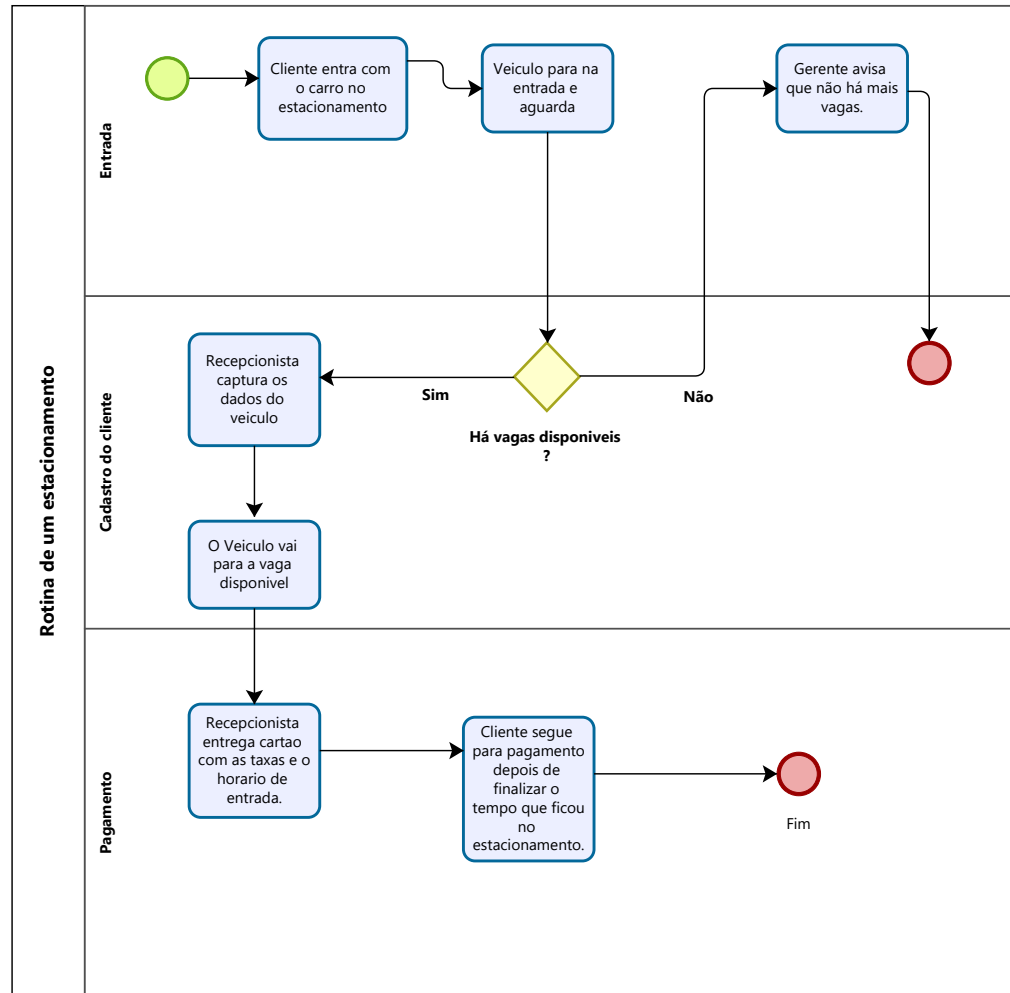 Rotina de um estacionamento
Entrada
Cliente entra com
o carro no
estacionamento
Veiculo para na
entrada e
aguarda
Gerente avisa
que não há mais
vagas.
Cadastro do cliente
Recepcionista
captura os
dados do
veiculo
Sim
Não
Há vagas disponiveis
?
O Veiculo vai
para a vaga
disponivel
Pagamento
Recepcionista
entrega cartao
com as taxas e o
horario de
entrada.
Cliente segue
para pagamento
depois de
finalizar o
tempo que ficou
no
estacionamento.
Fim